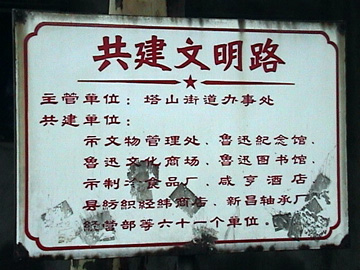 共建文明路
主管单位：塔山街道办事处
共建单位：
市文物管理处、鲁迅纪念馆、
鲁迅文化商场、鲁迅图书馆、
市制 食品厂、咸亨酒店
县纺织经纬商店、新昌轴承厂
经营部等六十一个单位.